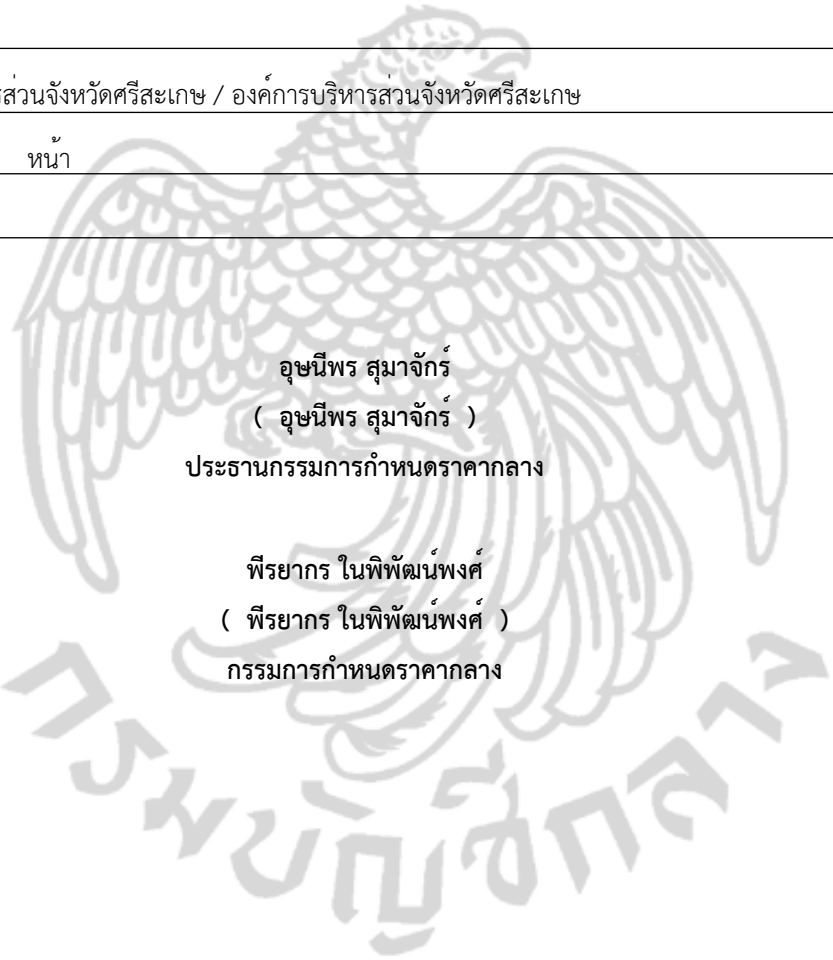 ส่วนจังหวัดศรีสะเกษ / องค์การบริหารส่วนจังหวัดศรีสะเกษ
หน้า
อุษนีพร สุมาจักร์
( อุษนีพร สุมาจักร์ )
ประธานกรรมการกำหนดราคากลาง
พีรยากร ในพิพัฒน์พงศ์
( พีรยากร ในพิพัฒน์พงศ์ )
กรรมการกำหนดราคากลาง
กรมบัญชีกลาง